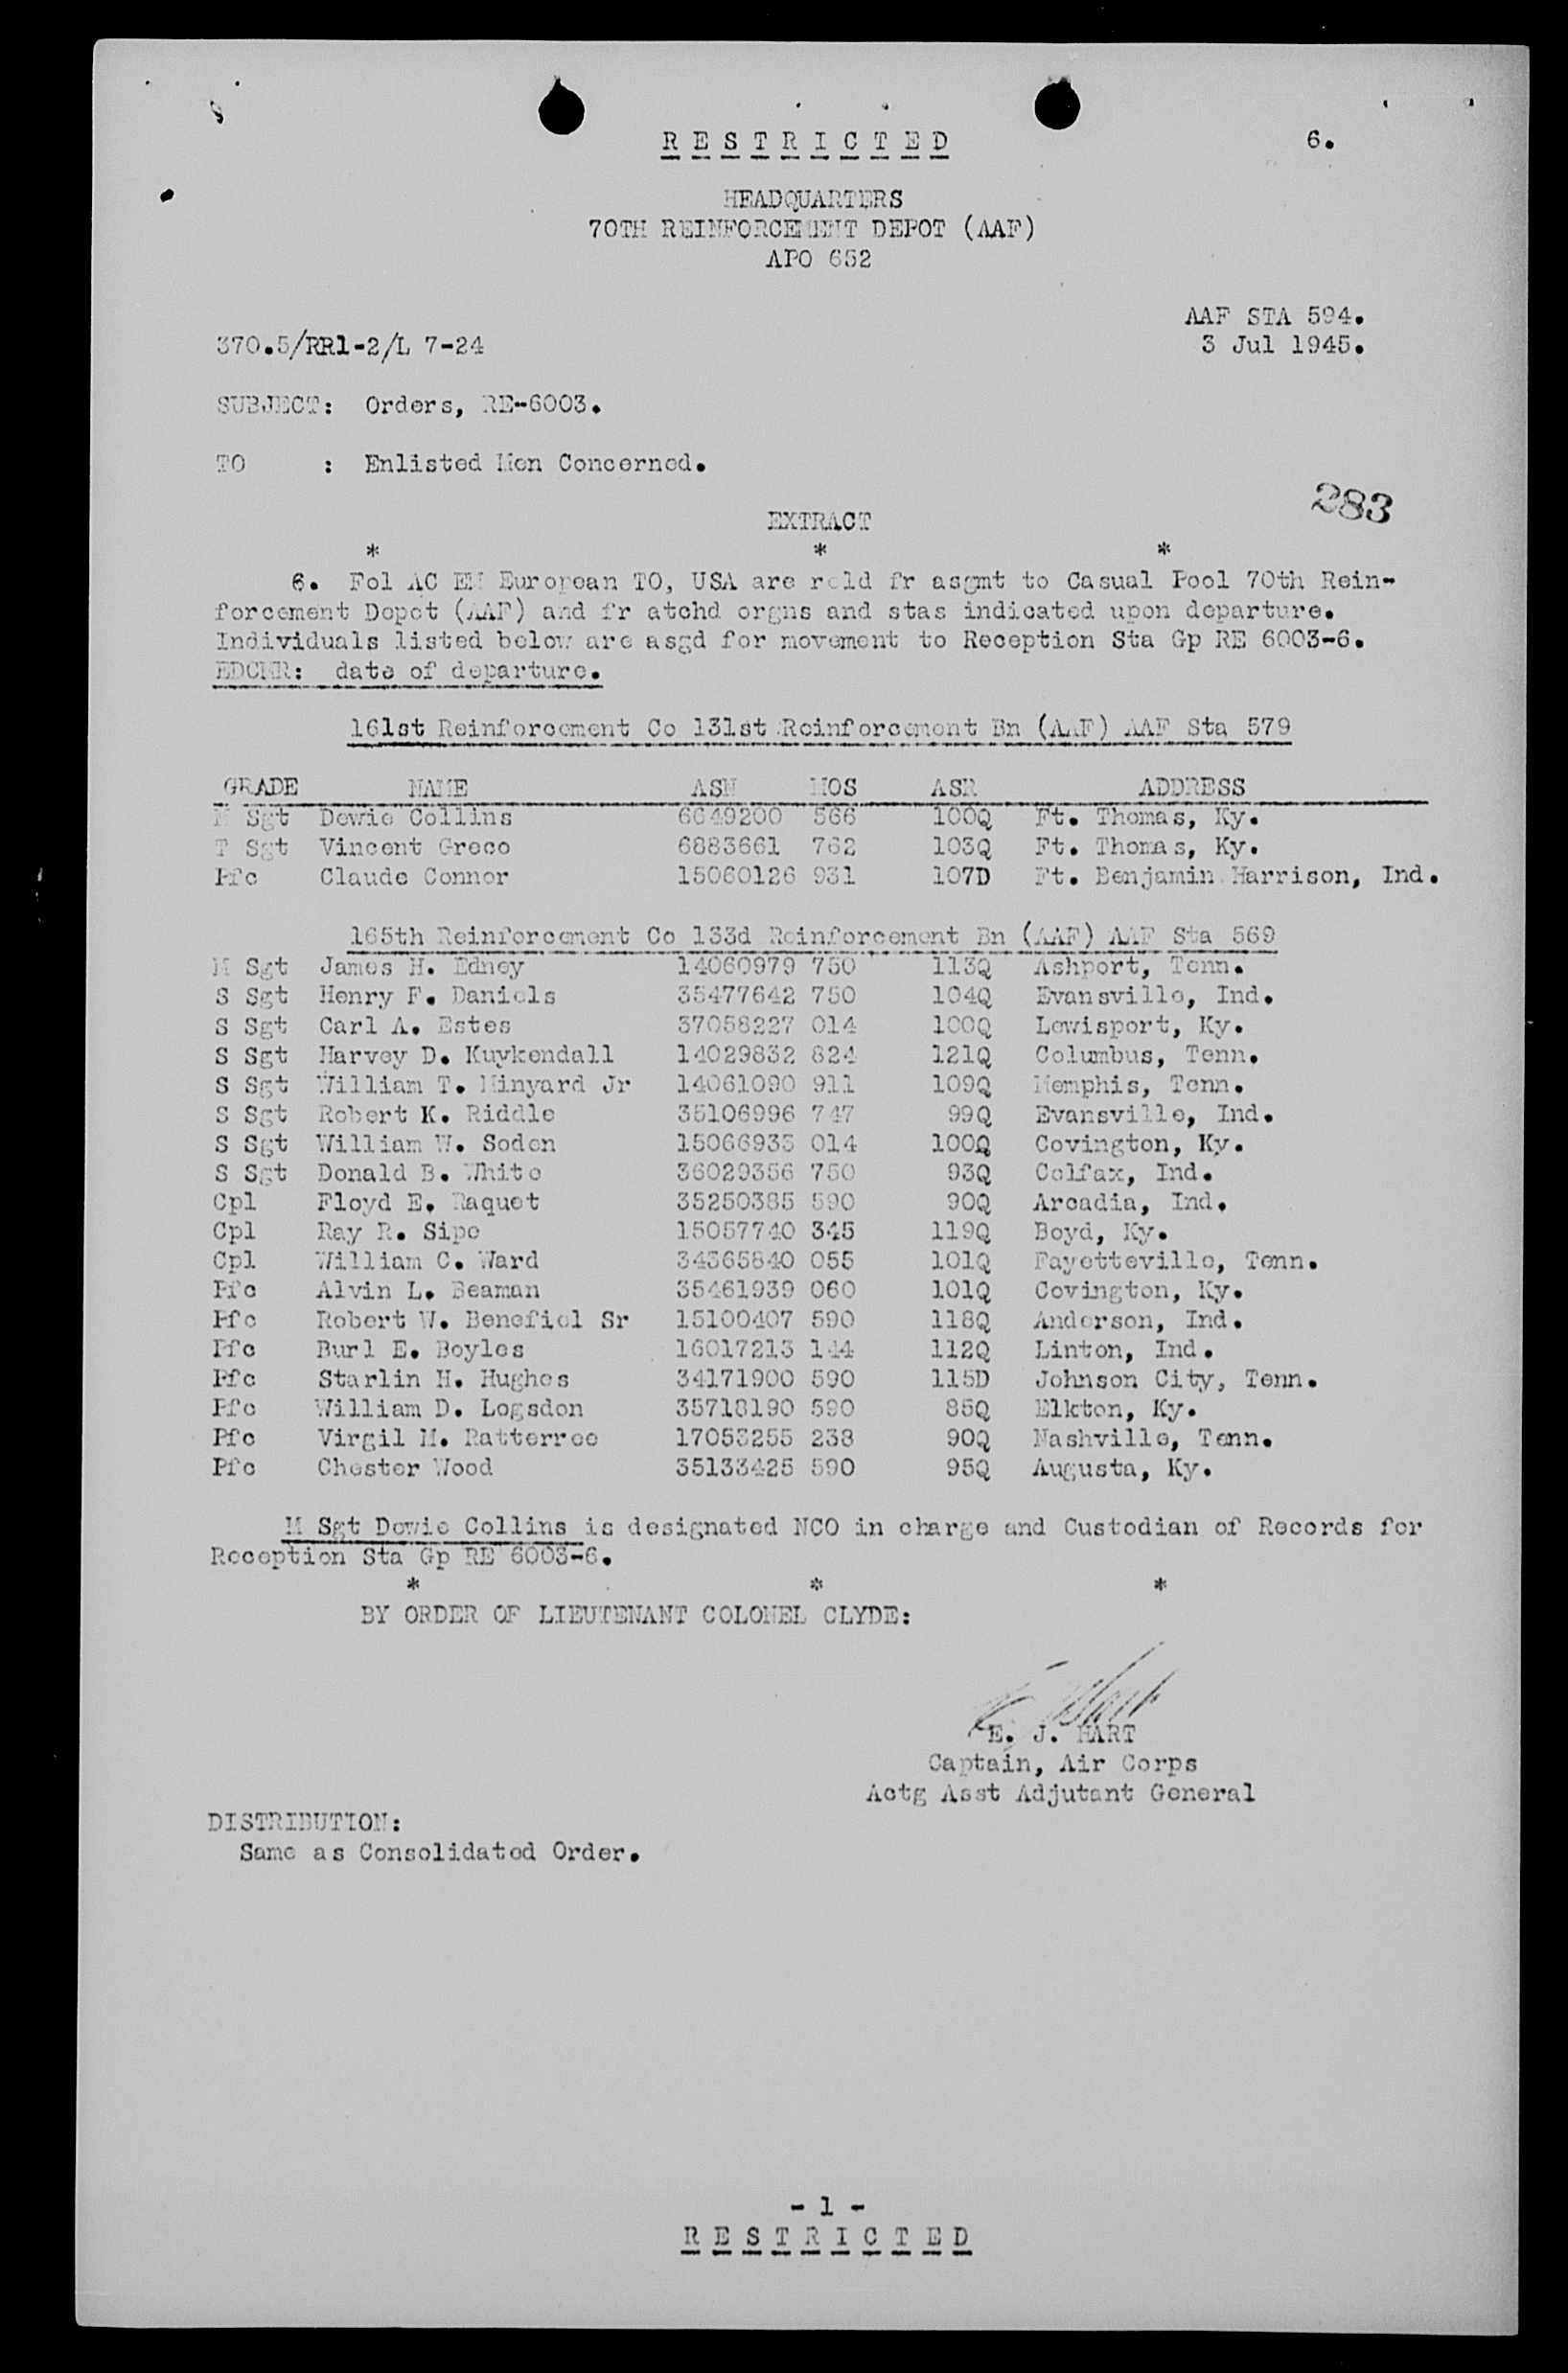 R E S T R I C T E D
6.
HEADQUARTERS
70TH REINFORCEMENT DEPOT (AAF)
APO 652
AAF STA 594.
370.5/RR1-2/L 7-24
3 Jul 1945.
SUBJECT: Orders, RE-6003.
TO : Enlisted Men Concerned.
283
EXTRACT
* * *
6. Fol AC EM European TO, USA are reld fr asgmt to Casual Pool 70th Rein-
forcement Depot (AAF) and fr atchd orgns and stas indicated upon departure.
Individuals listed below are asgd for movement to Reception Sta Gp RE 6003-6.
EDCMR: date of departure.
161st Reinforcement Co 131st Reinforcement Bn (AAF) AAF Sta 579
GRADE NAME ASN MOS ASR ADDRESS
M Sgt Dewie Collins 6649200 566 100Q Ft. Thomas, Ky.
T Sgt Vincent Greco 6883661 762 103Q Ft. Thomas, Ky.
Pfc Claude Connor 15060126 931 107D Ft. Benjamin Harrison, Ind.
165th Reinforcement Co 133d Reinforcement Bn (AAF) AAF Sta 569
M Sgt James H. Edney 14060979 750 113Q Ashport, Tenn.
S Sgt Henry F. Daniels 35477642 750 104Q Evansville, Ind.
S Sgt Carl A. Estes 37058227 014 100Q Lewisport, Ky.
S Sgt Harvey D. Kuykendall 14029832 824 121Q Columbus, Tenn.
S Sgt William T. Minyard Jr 14061090 911 109Q Memphis, Tenn.
S Sgt Robert K. Riddle 35106996 747 99Q Evansville, Ind.
S Sgt William W. Soden 15066933 014 100Q Covington, Ky.
S Sgt Donald B. White 36029356 750 93Q Colfax, Ind.
Cpl Floyd E. Raquet 35250385 590 90Q Arcadia, Ind.
Cpl Ray R. Sipe 15057740 345 119Q Boyd, Ky.
Cpl William C. Ward 34365840 055 101Q Fayetteville, Tenn.
Pfc Alvin L. Beaman 35461939 060 101Q Covington, Ky.
Pfc Robert W. Benefiel Sr 15100407 590 118Q Anderson, Ind.
Pfc Burl E. Boyles 16017213 144 112Q Linton, Ind.
Pfc Starlin H. Hughes 34171900 590 115D Johnson City, Tenn.
Pfc William D. Logsdon 35718190 590 85Q Elkton, Ky.
Pfc Virgil M. Ratterree 17053255 238 90Q Nashville, Tenn.
Pfc Chester Wood 35133425 590 95Q Augusta, Ky.
M Sgt Dewie Collins is designated NCO in charge and Custodian of Records for
Reception Sta Gp RE 6003-6.
* * *
BY ORDER OF LIEUTENANT COLONEL CLYDE:
E. J. HART
Captain, Air Corps
Actg Asst Adjutant General
DISTRIBUTION:
Same as Consolidated Order.
- 1 -
R E S T R I C T E D